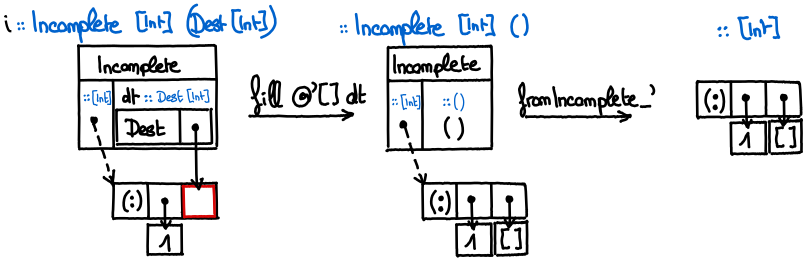 i :: Incomplete [Int] (Dest [Int])
:: Incomplete [Int] ()
:: [Int]
Incomplete
:: [Int]
dt :: Dest [Int]
Dest
(:)
1
fill @'[] dt
Incomplete
:: [Int]
:: ()
()
(:)
1
[]
fromIncomplete_'
(:)
1
[]